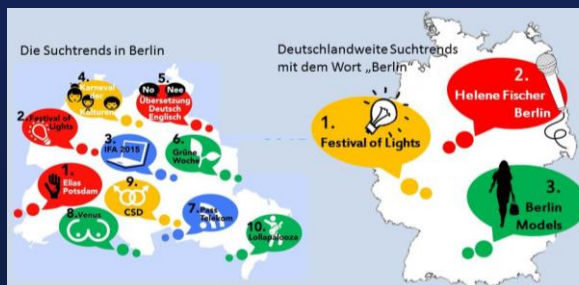 Die Suchtrends in Berlin
4.
Karneval
der
Kulturen
5.
No Nee
Übersetzung
Deutsch
Englisch
2.
Festival of
Lights
3.
IFA 2015
6.
Grüne
Woche
1.
Elias
Potsdam
9.
CSD
8. Venus
7. Pass
Telekom
10.
Lollapalooza
Deutschlandweite Suchtrends
mit dem Wort „Berlin“
1.
Festival of Lights
2.
Helene Fischer
Berlin
3.
Berlin
Models